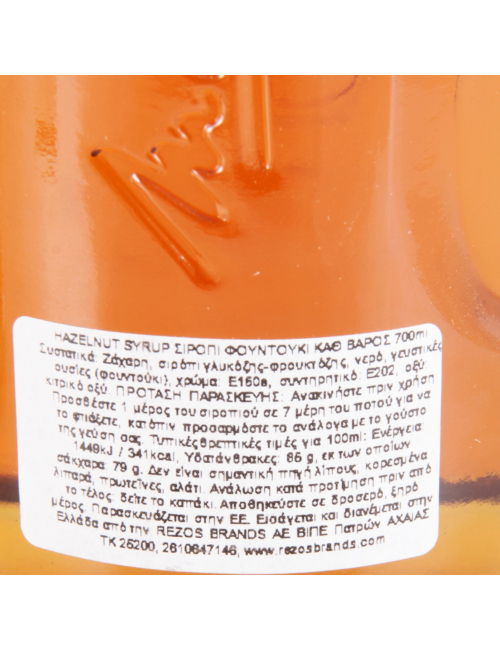 HAZELNUT SYRUP ΣΙΡΟΠΙ ΦΟΥΝΤΟΥΚΙ ΚΑΘ ΒΑΡΟΣ 700ml
Συστατικά: Ζάχαρη, σιρόπι γλυκόζης-φρουκτόζης, νερό, γευστικές
ουσίες (φουντούκι), χρώμα: E150a, συντηρητικό: E202, οξύ
κιτρικό οξύ. ΠΡΟΤΑΣΗ ΠΑΡΑΣΚΕΥΗΣ: Ανακινήστε πριν χρήση
Προσθέστε 1 μέρος του σιροπιού σε 7 μέρη του ποτού για να
το φτιάξετε, κατόπιν προσαρμόστε το ανάλογα με το γούστο
της γεύση σας. Τυπικές θρεπτικές τιμές για 100ml: Ενέργεια
1449kJ / 341kcal, Υδατάνθρακες: 85 g, εκ των οποίων
σάκχαρα: 79 g. Δεν είναι σημαντική πηγή λίπους, κορεσμένα
λιπαρά, πρωτεΐνες, αλάτι. Ανάλωση κατά προτίμηση πριν από
το τέλος: δείτε το καπάκι. Αποθηκεύστε σε δροσερό, ξηρό
μέρος. Παρασκευάζεται στην Ε.Ε. Εισάγεται και διανέμεται στην
Ελλάδα από την REZOS BRANDS ΑΕ ΒΙΠΕ Πατρών ΑΧΑΪΑΣ
ΤΚ 25200, 2610647146, www.rezosbrands.com